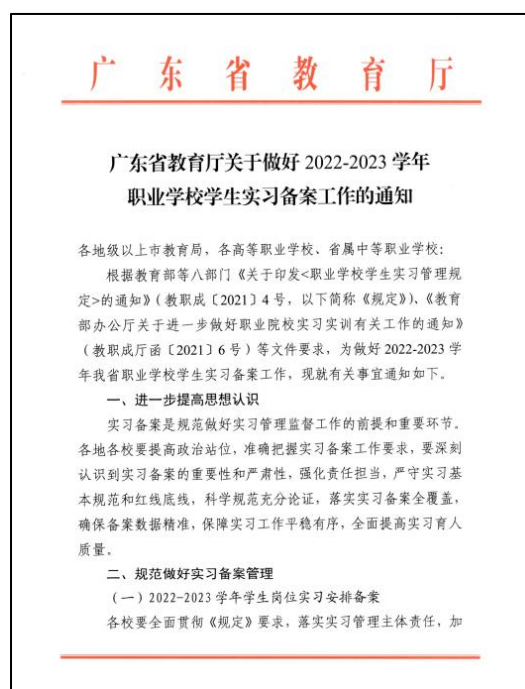 广东省教育厅
广东省教育厅关于做好 2022-2023 学年
职业学校学生实习备案工作的通知
各地级以上市教育局，各高等职业学校、省属中等职业学校：
根据教育部等八部门《关于印发<职业学校学生实习管理规
定>的通知》（教职成〔2021〕4 号，以下简称《规定》）、《教育
部办公厅关于进一步做好职业院校实习实训有关工作的通知》
（教职成厅函〔2021〕6 号）等文件要求，为做好 2022-2023 学
年我省职业学校学生实习备案工作，现就有关事宜通知如下。
一、进一步提高思想认识
实习备案是规范做好实习管理监督工作的前提和重要环节。
各地各校要提高政治站位，准确把握实习备案工作要求，要深刻
认识到实习备案的重要性和严肃性，强化责任担当，严守实习基
本规范和红线底线，科学规范充分论证，落实实习备案全覆盖，
确保备案数据精准，保障实习工作平稳有序，全面提高实习育人
质量。
二、规范做好实习备案管理
（一）2022-2023 学年学生岗位实习安排备案
各校要全面贯彻《规定》要求，落实实习管理主体责任，加